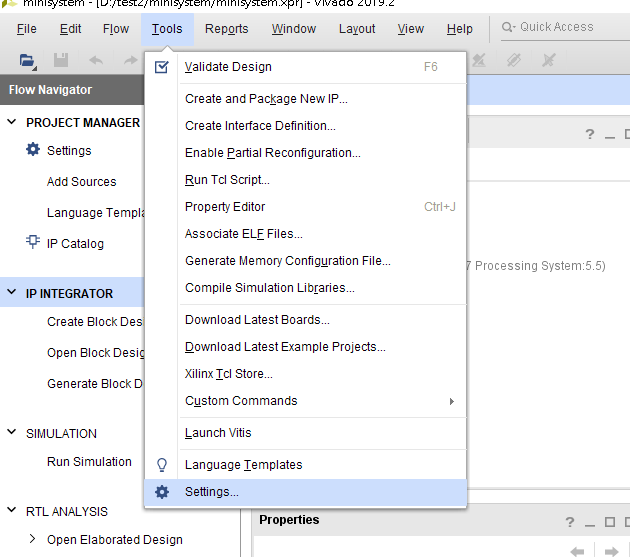 minisystem - [D:/test2/minisystem/minisystem.xpr] - Vivado 2019.2
File Edit Flow Tools Reports Window Layout View Help Quick Access
Flow Navigator
PROJECT MANAGER
Settings
Add Sources
Language Templa
IP Catalog
IP INTEGRATOR
Create Block Des
Open Block Desig
Generate Block D
SIMULATION
Run Simulation
RTL ANALYSIS
Open Elaborated Design
Validate Design F6
Create and Package New IP...
Create Interface Definition...
Enable Partial Reconfiguration...
Run Tcl Script...
Property Editor Ctrl+J
Associate ELF Files...
Generate Memory Configuration File...
Compile Simulation Libraries...
Download Latest Boards...
Download Latest Example Projects...
Xilinx Tcl Store...
Custom Commands
Launch Vitis
Language Templates
Settings...
7 Processing System:5.5)
Properties